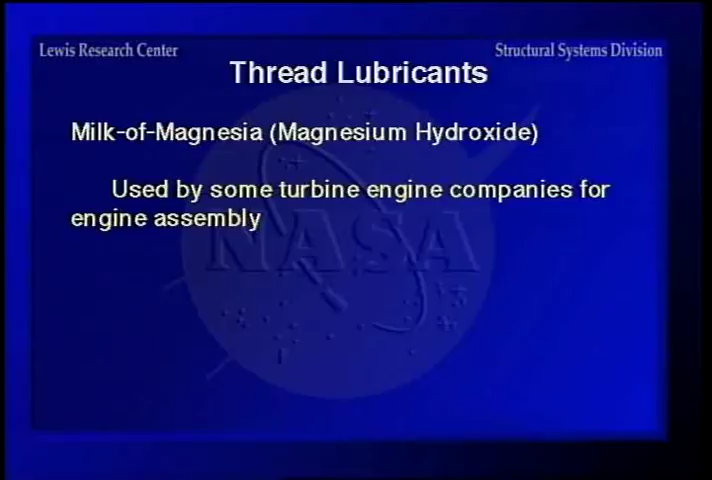 Lewis Research Center
Structural Systems Division
Thread Lubricants
Milk-of-Magnesia (Magnesium Hydroxide)
Used by some turbine engine companies for
engine assembly
NASA